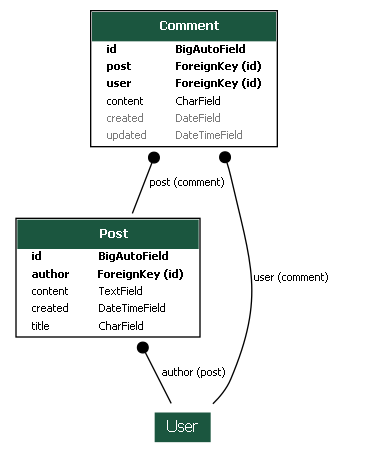 Comment
id BigAutoField
post ForeignKey (id)
user ForeignKey (id)
content CharField
created DateField
updated DateTimeField
post (comment)
Post
id BigAutoField
author ForeignKey (id)
content TextField
created DateTimeField
title CharField
user (comment)
author (post)
User